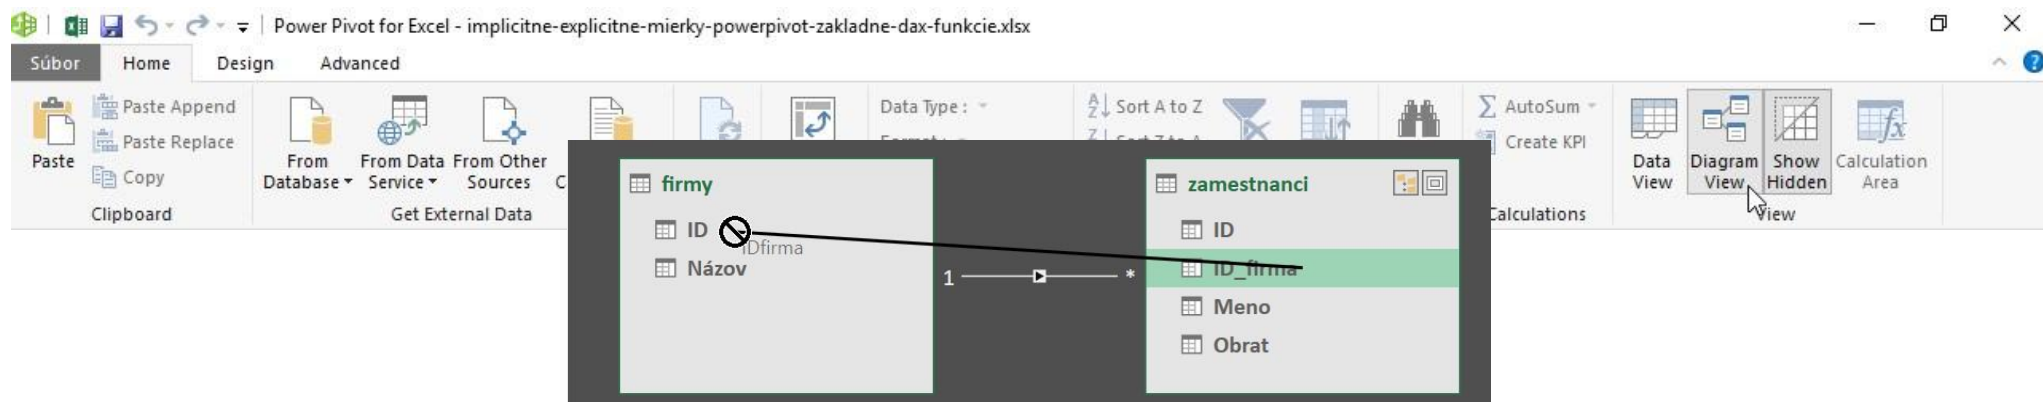 Power Pivot for Excel - implicitne-explicitne-mierky-powerpivot-zakladne-dax-funkcie.xlsx
Súbor Home Design Advanced
Paste
Paste Append
Paste Replace
Copy
Clipboard
From Database
From Data Service
From Other Sources
Get External Data
Data Type :
Sort A to Z
AutoSum
Create KPI
Calculations
Data View
Diagram View
Show Hidden
Calculation Area
View
firmy
ID
Názov
IDfirma
1
*
zamestnanci
ID
ID_firma
Meno
Obrat